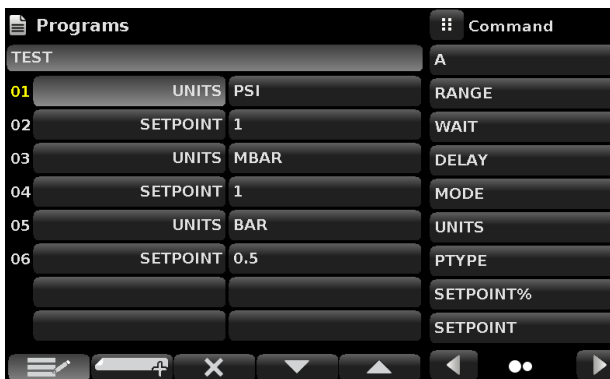 Programs
TEST
01 UNITS PSI
02 SETPOINT 1
03 UNITS MBAR
04 SETPOINT 1
05 UNITS BAR
06 SETPOINT 0.5
Command
A
RANGE
WAIT
DELAY
MODE
UNITS
PTYPE
SETPOINT%
SETPOINT